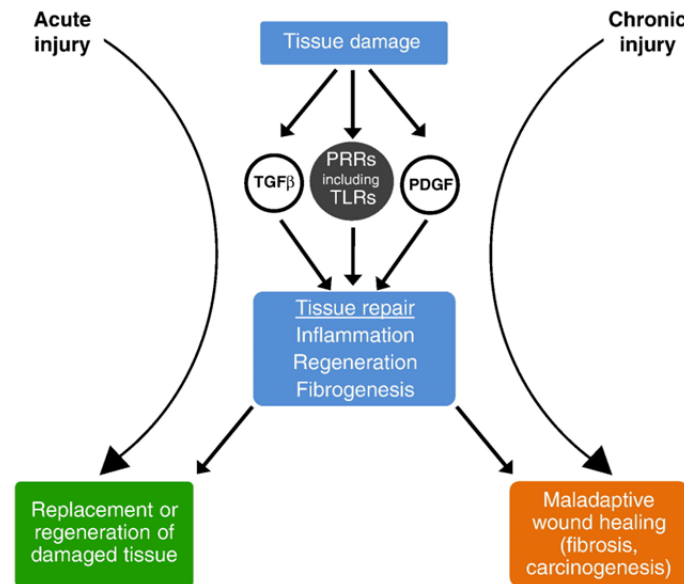 Acute
injury
Tissue damage
Chronic
injury
TGFβ
PRRs
including
TLRs
PDGF
Tissue repair
Inflammation
Regeneration
Fibrogenesis
Replacement or
regeneration of
damaged tissue
Maladaptive
wound healing
(fibrosis,
carcinogenesis)